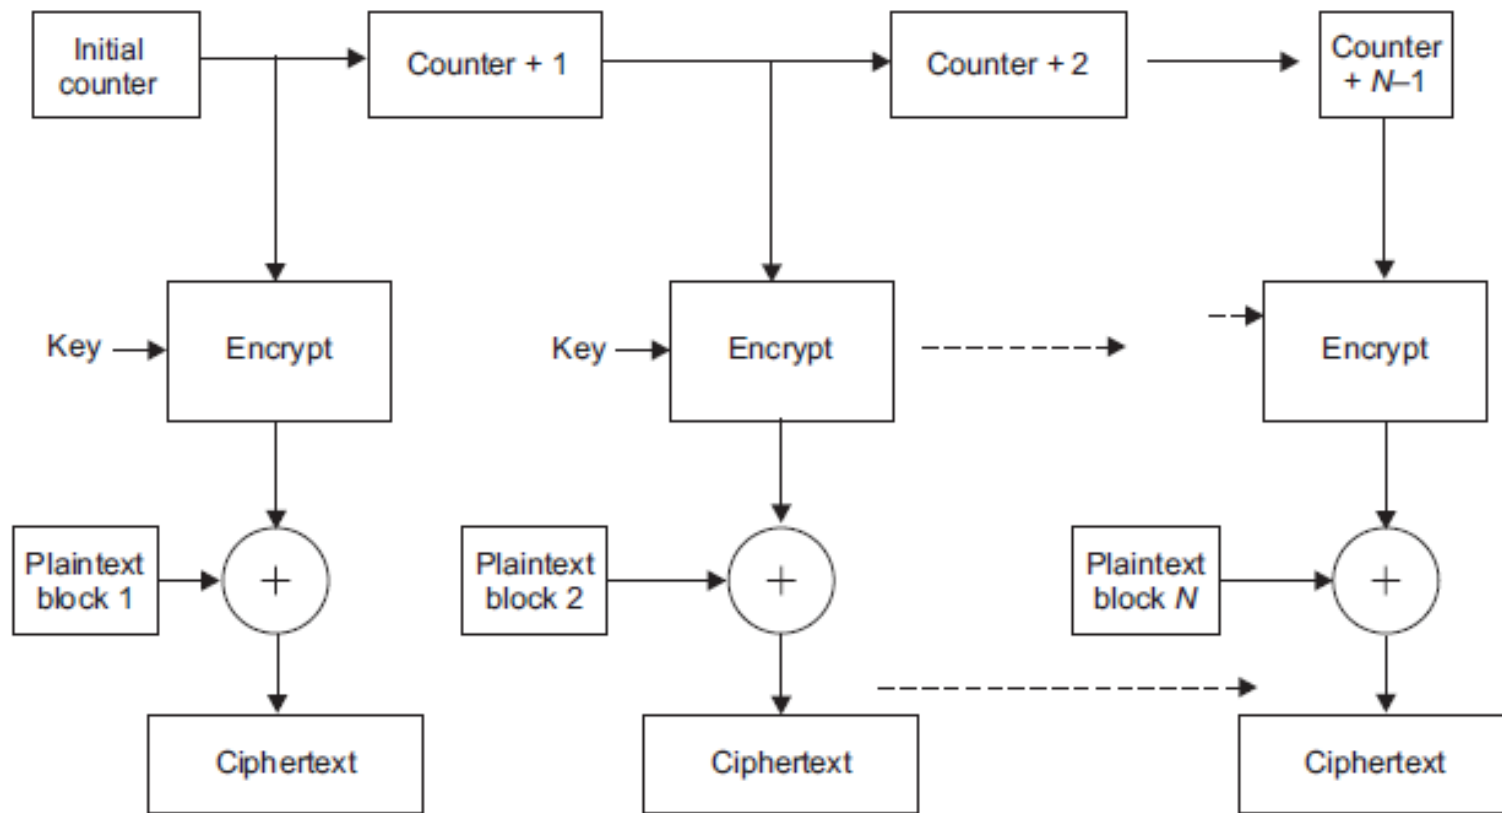 Initial
counter
Counter + 1
Counter + 2
Counter
+ N–1
Key
Encrypt
Key
Encrypt
Encrypt
Plaintext
block 1
+
Plaintext
block 2
+
Plaintext
block N
+
Ciphertext
Ciphertext
Ciphertext